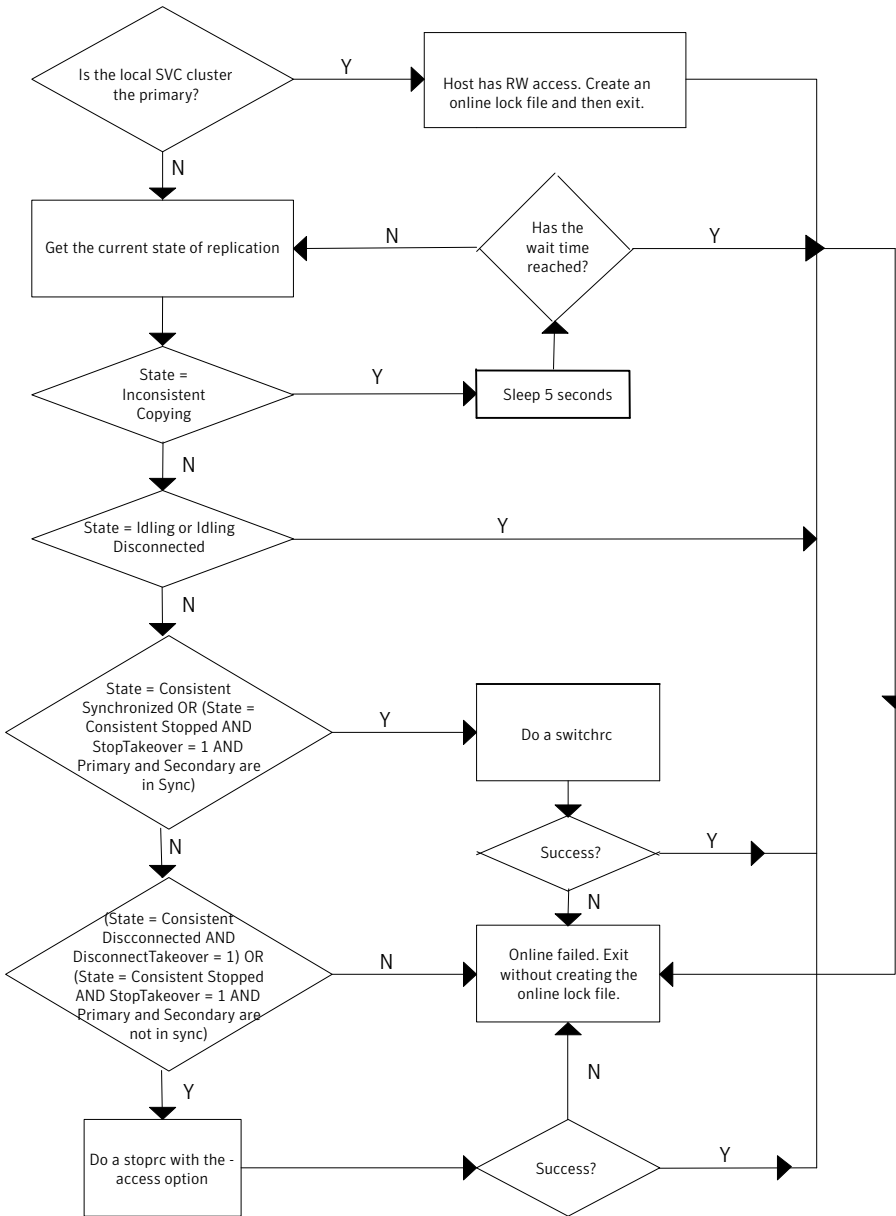 Is the local SVC cluster
the primary?
Y
Host has RW access. Create an
online lock file and then exit.
N
Get the current state of replication
N
Has the
wait time
reached?
Y
State =
Inconsistent
Copying
Y
Sleep 5 seconds
N
State = Idling or Idling
Disconnected
Y
N
State = Consistent
Synchronized OR (State =
Consistent Stopped AND
StopTakeover = 1 AND
Primary and Secondary are
in Sync)
Y
Do a switchrc
N
Success?
Y
N
(State = Consistent
Discconnected AND
DisconnectTakeover = 1) OR
(State = Consistent Stopped
AND StopTakeover = 1 AND
Primary and Secondary are
not in sync)
N
Online failed. Exit
without creating the
online lock file.
Y
N
Do a stoprc with the -
access option
Success?
Y